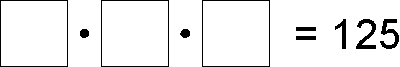 □ • □ • □ = 125